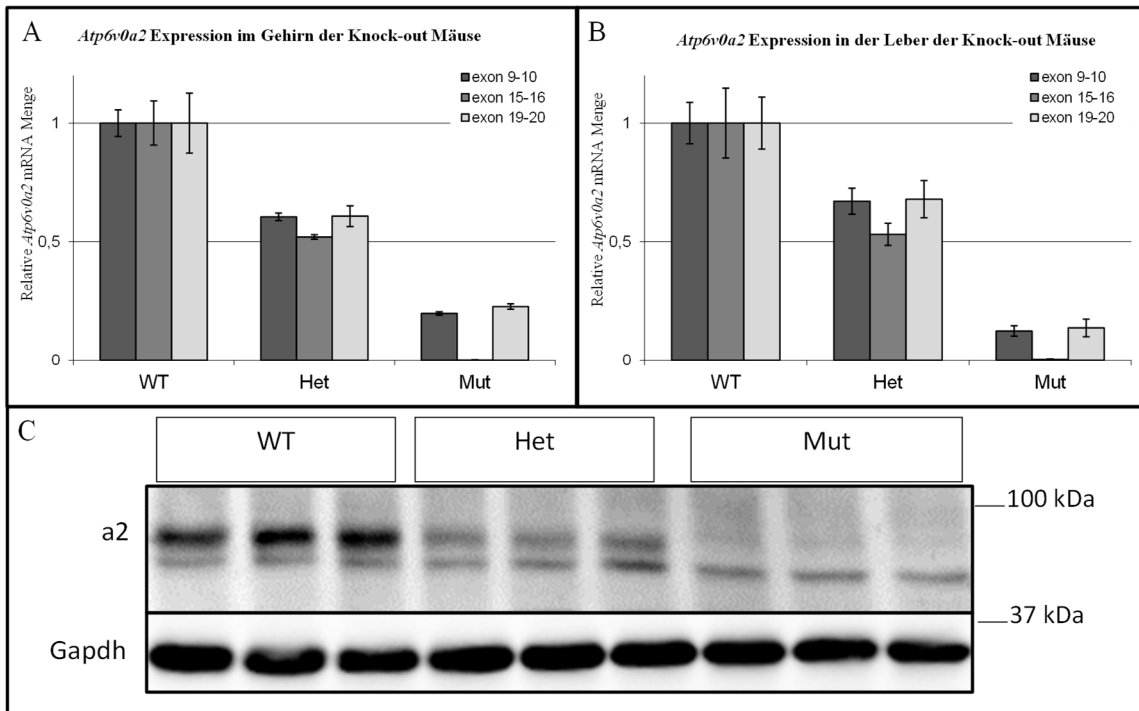 A
Atp6v0a2 Expression im Gehirn der Knock-out Mäuse
exon 9-10
exon 15-16
exon 19-20
Relative Atp6v0a2 mRNA Menge
1
0,5
0
WT Het Mut
B
Atp6v0a2 Expression in der Leber der Knock-out Mäuse
exon 9-10
exon 15-16
exon 19-20
Relative Atp6v0a2 mRNA Menge
1
0,5
0
WT Het Mut
C
WT Het Mut
100 kDa
a2
37 kDa
Gapdh